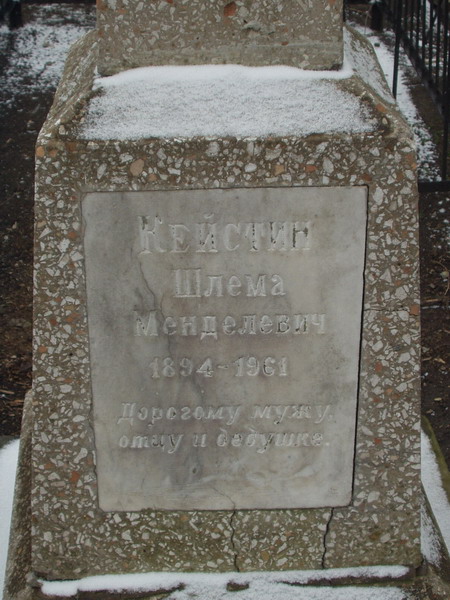 Кейстин
Шлема
Менделевич
1894-1961
Дорогому мужу,
отцу и дедушке.